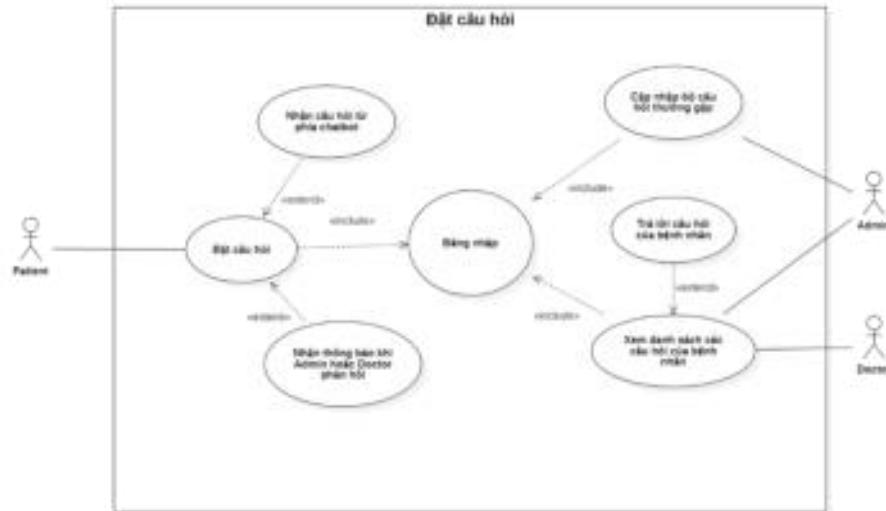 Đặt câu hỏi
Nhận câu hỏi từ
phía chatbot
Cập nhập bộ câu
hỏi thường gặp
«extend»
«include»
«include»
Trả lời câu hỏi
của bệnh nhân
Patient
Đặt câu hỏi
Đăng nhập
Admin
«extend»
«include»
«extend»
Nhận thông báo khi
Admin hoặc Doctor
phản hồi
Xem danh sách các
câu hỏi của bệnh
nhân
Doctor